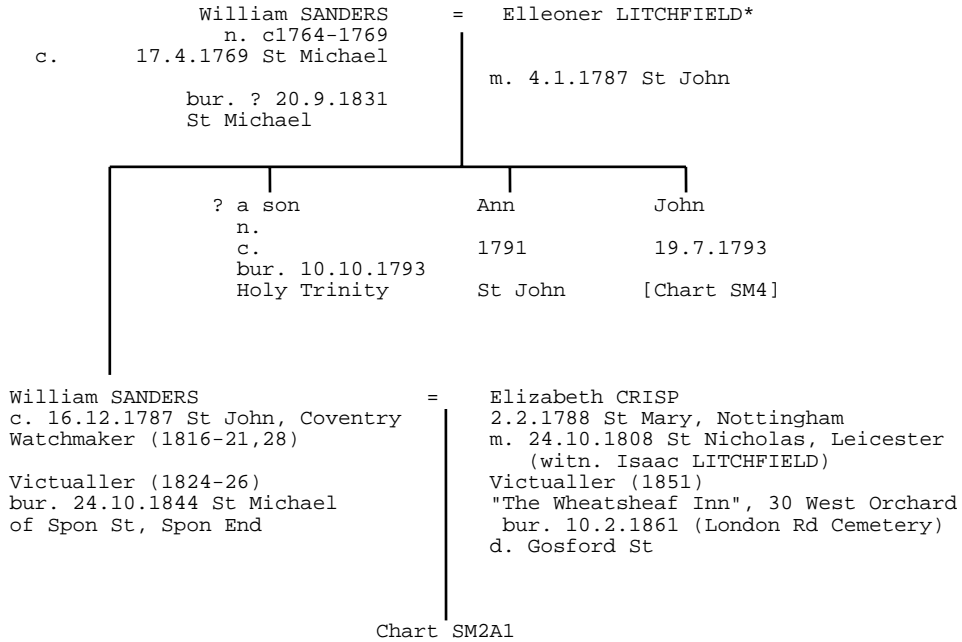 William SANDERS = Elleoner LITCHFIELD*
n. c1764-1769
c. 17.4.1769 St Michael
m. 4.1.1787 St John
bur. ? 20.9.1831
St Michael
? a son Ann John
n.
c. 1791 19.7.1793
bur. 10.10.1793
Holy Trinity St John [Chart SM4]
William SANDERS = Elizabeth CRISP
c. 16.12.1787 St John, Coventry 2.2.1788 St Mary, Nottingham
Watchmaker (1816-21,28) m. 24.10.1808 St Nicholas, Leicester
(witn. Isaac LITCHFIELD)
Victualler (1824-26) Victualler (1851)
bur. 24.10.1844 St Michael "The Wheatsheaf Inn", 30 West Orchard
of Spon St, Spon End bur. 10.2.1861 (London Rd Cemetery)
d. Gosford St
Chart SM2A1